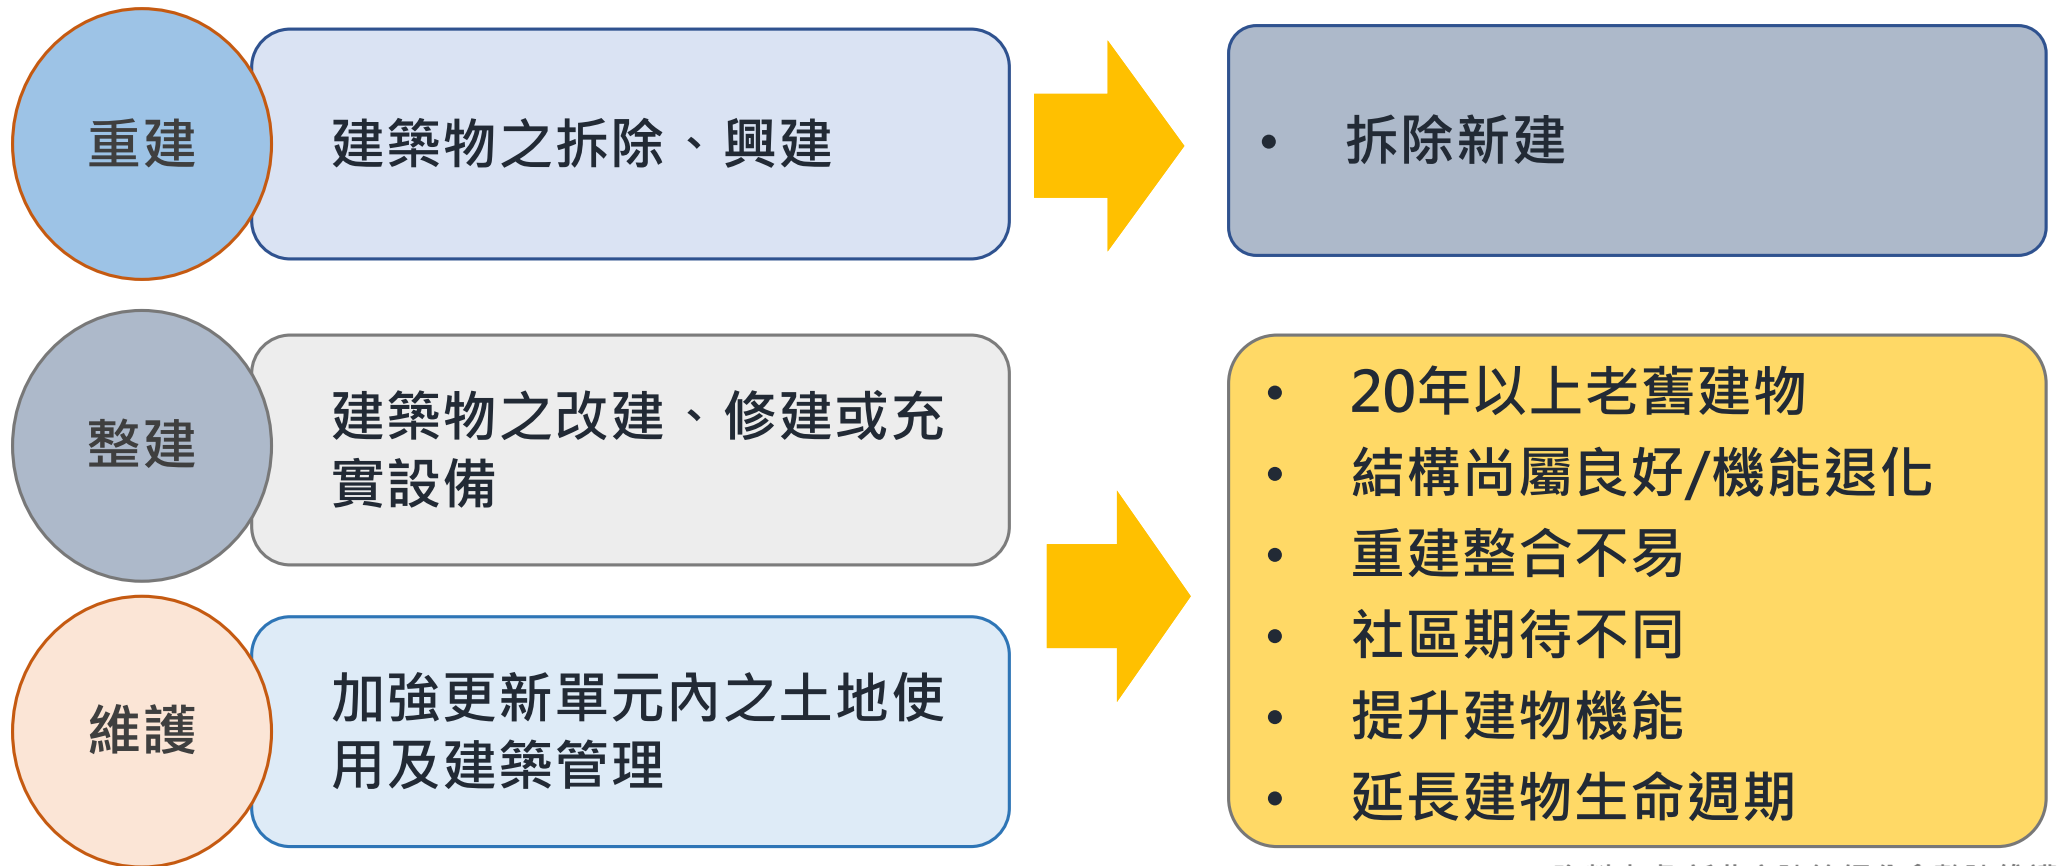 重建
建築物之拆除、興建
• 拆除新建
整建
建築物之改建、修建或充
實設備
維護
加強更新單元內之土地使
用及建築管理
• 20年以上老舊建物
• 結構尚屬良好/機能退化
• 重建整合不易
• 社區期待不同
• 提升建物機能
• 延長建物生命週期